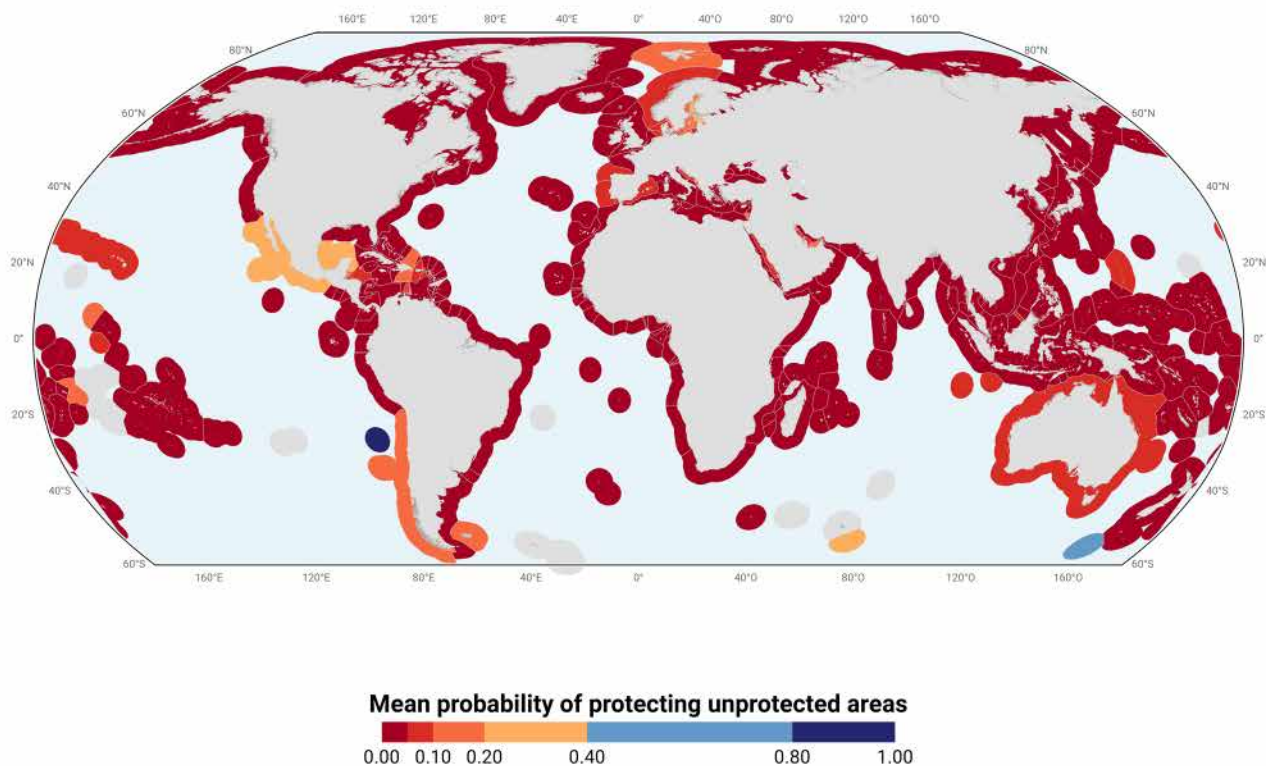 160°E 120°E 80°E 40°E 0° 40°O 80°O 120°O 160°O
80°N 80°N
60°N 60°N
40°N 40°N
20°N 20°N
0° 0°
20°S 20°S
40°S 40°S
60°S 60°S
160°E 120°E 80°E 40°E 0° 40°O 80°O 120°O 160°O
Mean probability of protecting unprotected areas
0.00 0.10 0.20 0.40 0.80 1.00